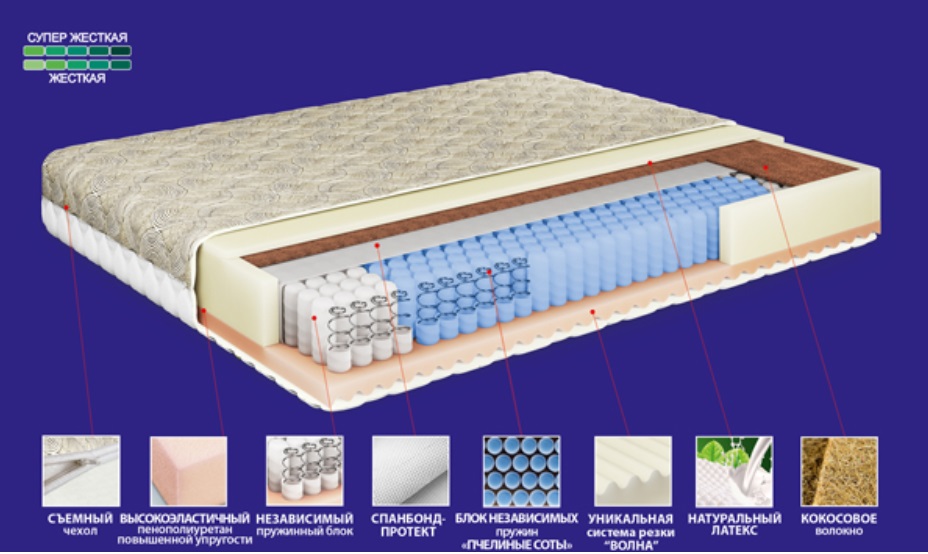 СУПЕР ЖЕСТКАЯ
ЖЕСТКАЯ
СЪЕМНЫЙ
чехол
ВЫСОКОЭЛАСТИЧНЫЙ
пенополиуретан
повышенной упругости
НЕЗАВИСИМЫЙ
пружинный блок
СПАНБОНД-
ПРОТЕКТ
БЛОК НЕЗАВИСИМЫХ
пружин
«ПЧЕЛИНЫЕ СОТЫ»
УНИКАЛЬНАЯ
система резки
"ВОЛНА"
НАТУРАЛЬНЫЙ
ЛАТЕКС
КОКОСОВОЕ
волокно